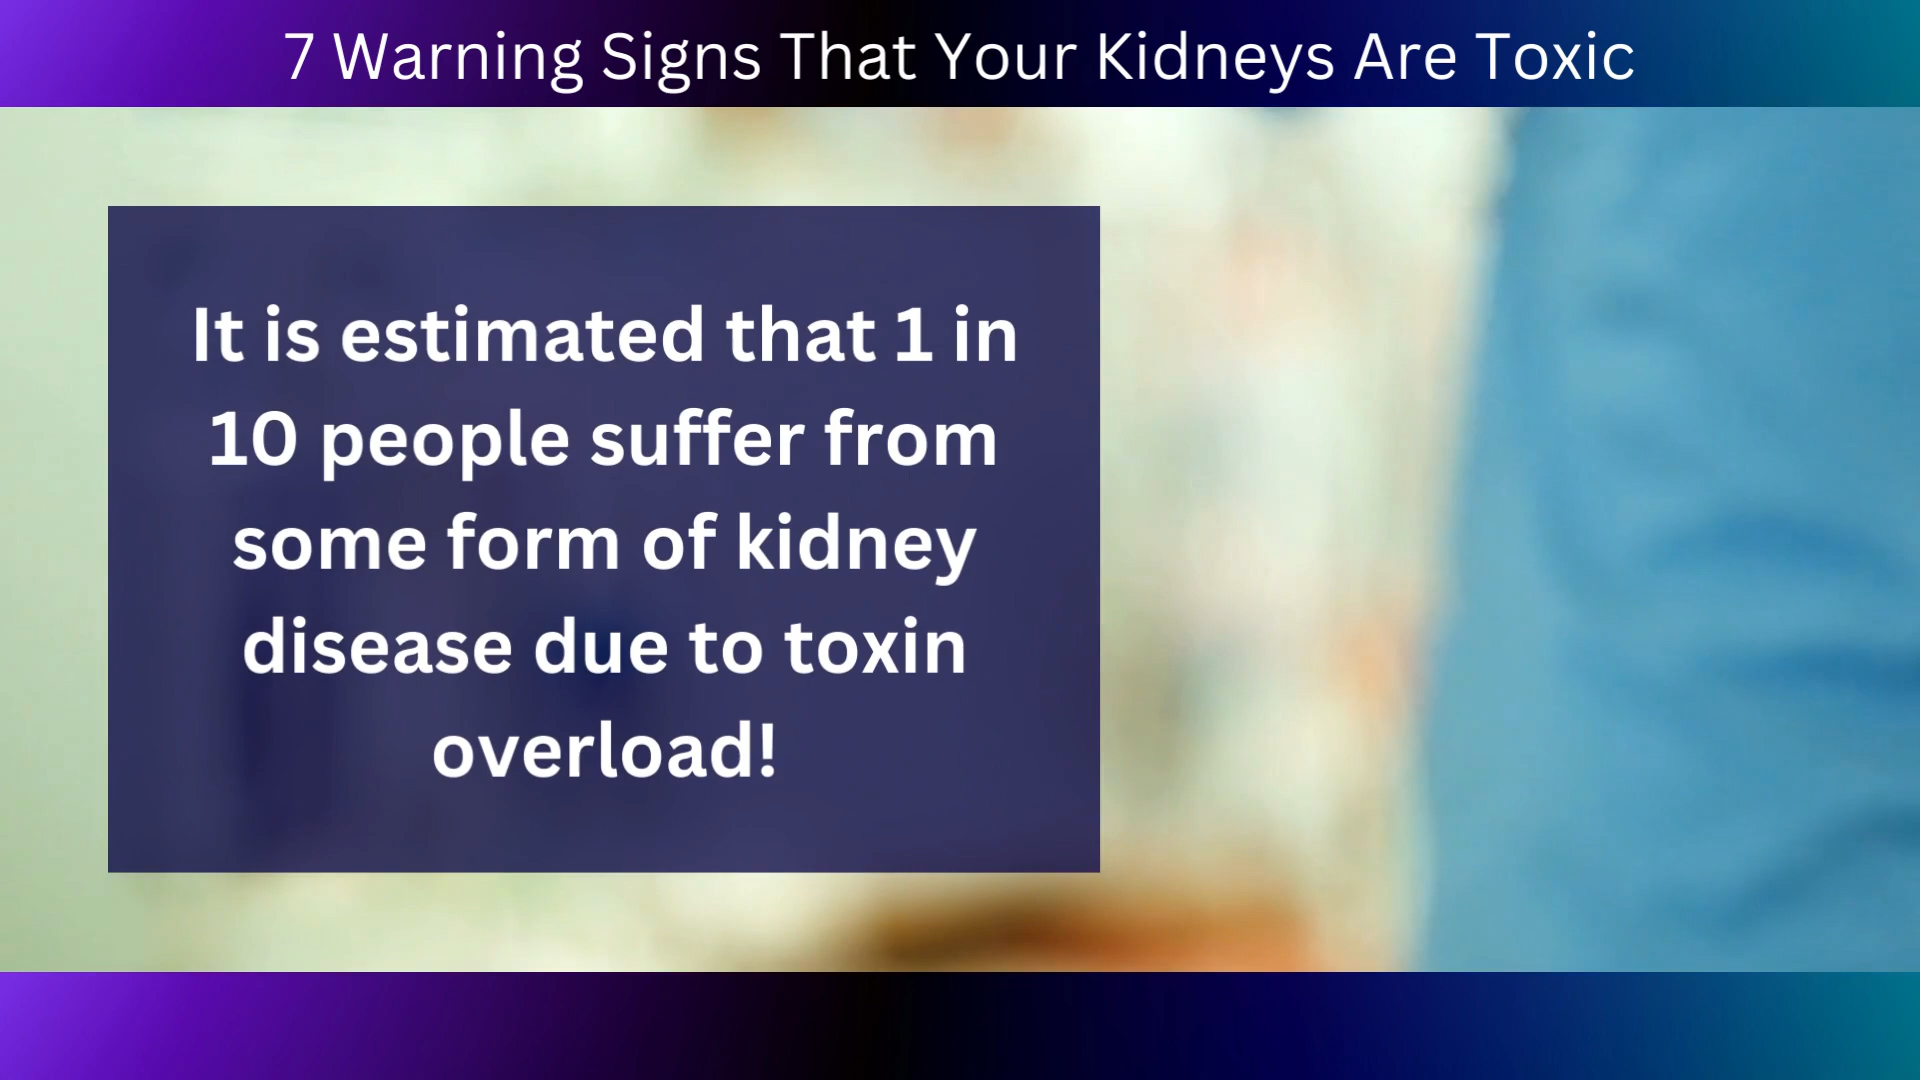 7 Warning Signs That Your Kidneys Are Toxic
It is estimated that 1 in
10 people suffer from
some form of kidney
disease due to toxin
overload!